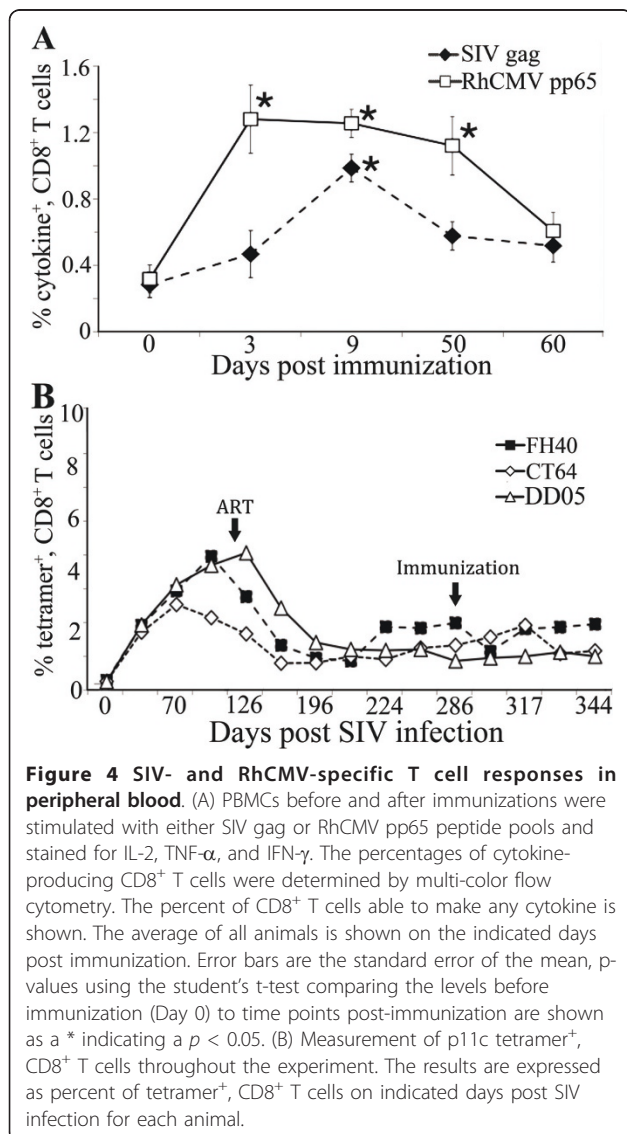 A
SIV gag
RhCMV pp65
% cytokine⁺, CD8⁺ T cells
1.6
1.2
0.8
0.4
0
* * *
*
0 3 9 50 60
Days post immunization
B
% tetramer⁺, CD8⁺ T cells
10
8
6
4
2
0
FH40
CT64
DD05
ART
Immunization
0 70 126 196 224 286 317 344
Days post SIV infection
Figure 4 SIV- and RhCMV-specific T cell responses in
peripheral blood. (A) PBMCs before and after immunizations were
stimulated with either SIV gag or RhCMV pp65 peptide pools and
stained for IL-2, TNF-α, and IFN-γ. The percentages of cytokine-
producing CD8+ T cells were determined by multi-color flow
cytometry. The percent of CD8⁺ T cells able to make any cytokine is
shown. The average of all animals is shown on the indicated days
post immunization. Error bars are the standard error of the mean, p-
values using the student's t-test comparing the levels before
immunization (Day 0) to time points post-immunization are shown
as a * indicating a p < 0.05. (B) Measurement of p11c tetramer⁺,
CD8⁺ T cells throughout the experiment. The results are expressed
as percent of tetramer⁺, CD8⁺ T cells on indicated days post SIV
infection for each animal.